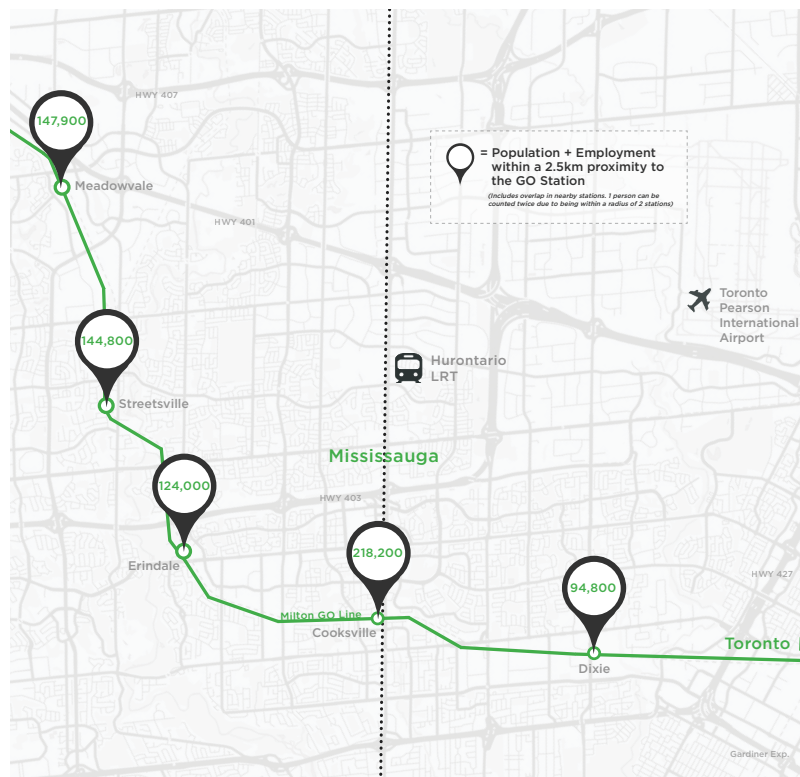 HWY 407
147,900
Meadowvale
= Population + Employment
within a 2.5km proximity to
the GO Station
(Includes overlap in nearby stations. 1 person can be
counted twice due to being within a radius of 2 stations)
HWY 401
Toronto
Pearson
International
Airport
144,800
Streetsville
Hurontario
LRT
Mississauga
124,000
HWY 403
Erindale
218,200
HWY 427
94,800
Milton GO Line
Cooksville
Toronto
Dixie
Gardiner Exp.